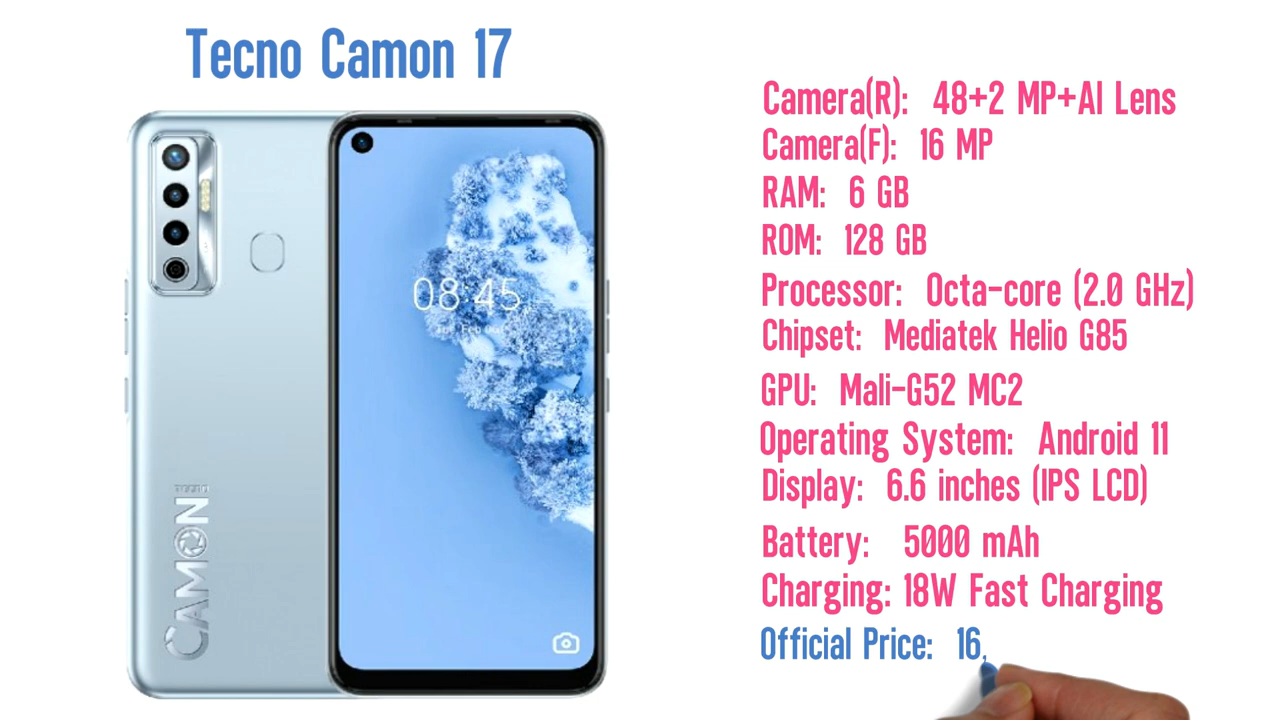 Tecno Camon 17
Camera(R): 48+2 MP+AI Lens
Camera(F): 16 MP
RAM: 6 GB
ROM: 128 GB
Processor: Octa-core (2.0 GHz)
Chipset: Mediatek Helio G85
GPU: Mali-G52 MC2
Operating System: Android 11
Display: 6.6 inches (IPS LCD)
Battery: 5000 mAh
Charging: 18W Fast Charging
Official Price: 16,
08:45
TECNO
CAMON